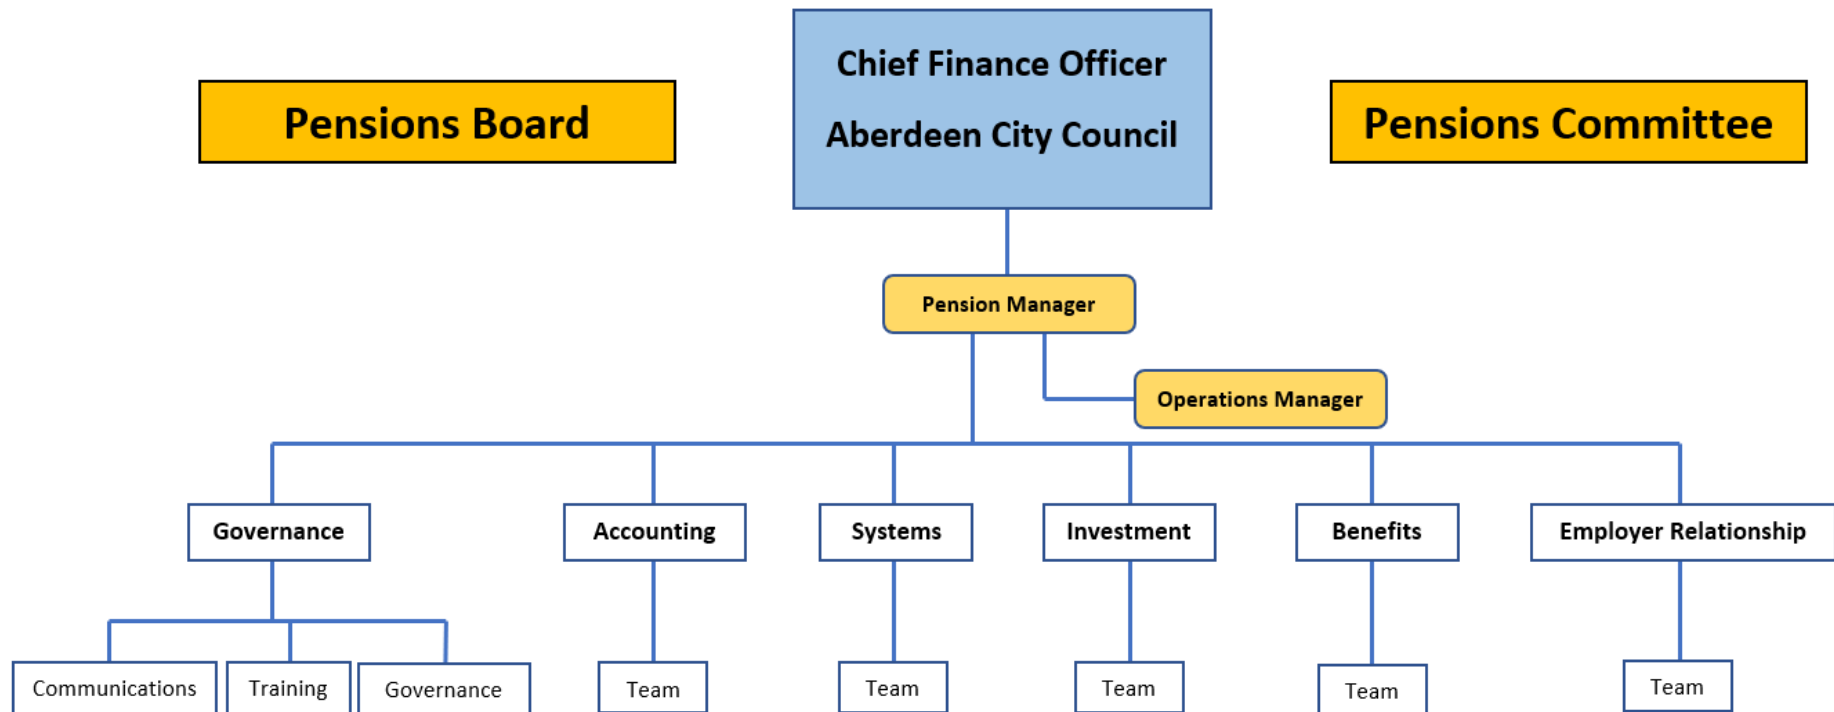 Chief Finance Officer
Aberdeen City Council
Pensions Board
Pensions Committee
Pension Manager
Operations Manager
Governance
Accounting
Systems
Investment
Benefits
Employer Relationship
Communications
Training
Governance
Team
Team
Team
Team
Team